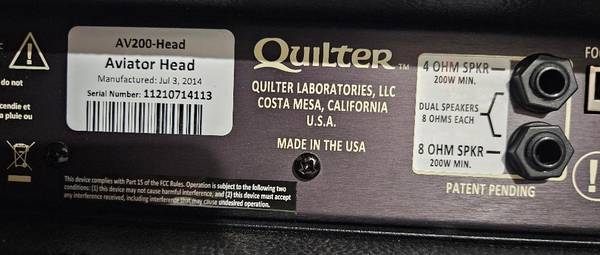 do not
cendie et
a pluie ou
AV200-Head
Aviator Head
Manufactured: Jul 3, 2014
Serial Number: 11210714113
QUILTER™
QUILTER LABORATORIES, LLC
COSTA MESA, CALIFORNIA
U.S.A.
MADE IN THE USA
This device complies with Part 15 of the FCC Rules. Operation is subject to the following two
conditions: (1) this device may not cause harmful interference, and (2) this device must accept
any interference received, including interference that may cause undesired operation.
4 OHM SPKR
200W MIN.
DUAL SPEAKERS
8 OHMS EACH
8 OHM SPKR
200W MIN.
PATENT PENDING
FO